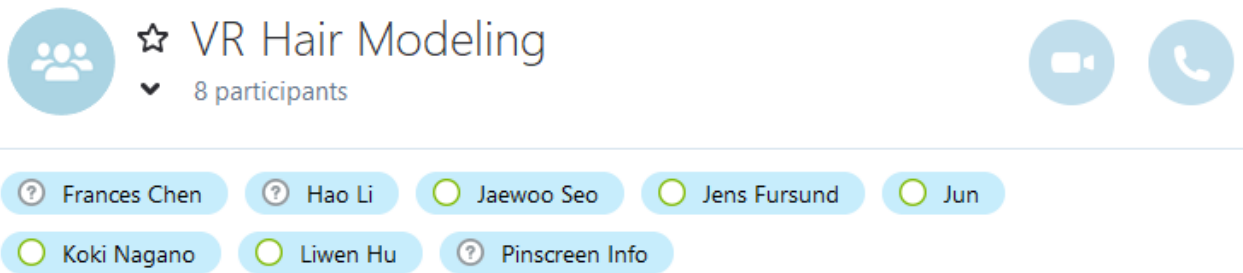 VR Hair Modeling
8 participants
Frances Chen Hao Li Jaewoo Seo Jens Fursund Jun
Koki Nagano Liwen Hu Pinscreen Info